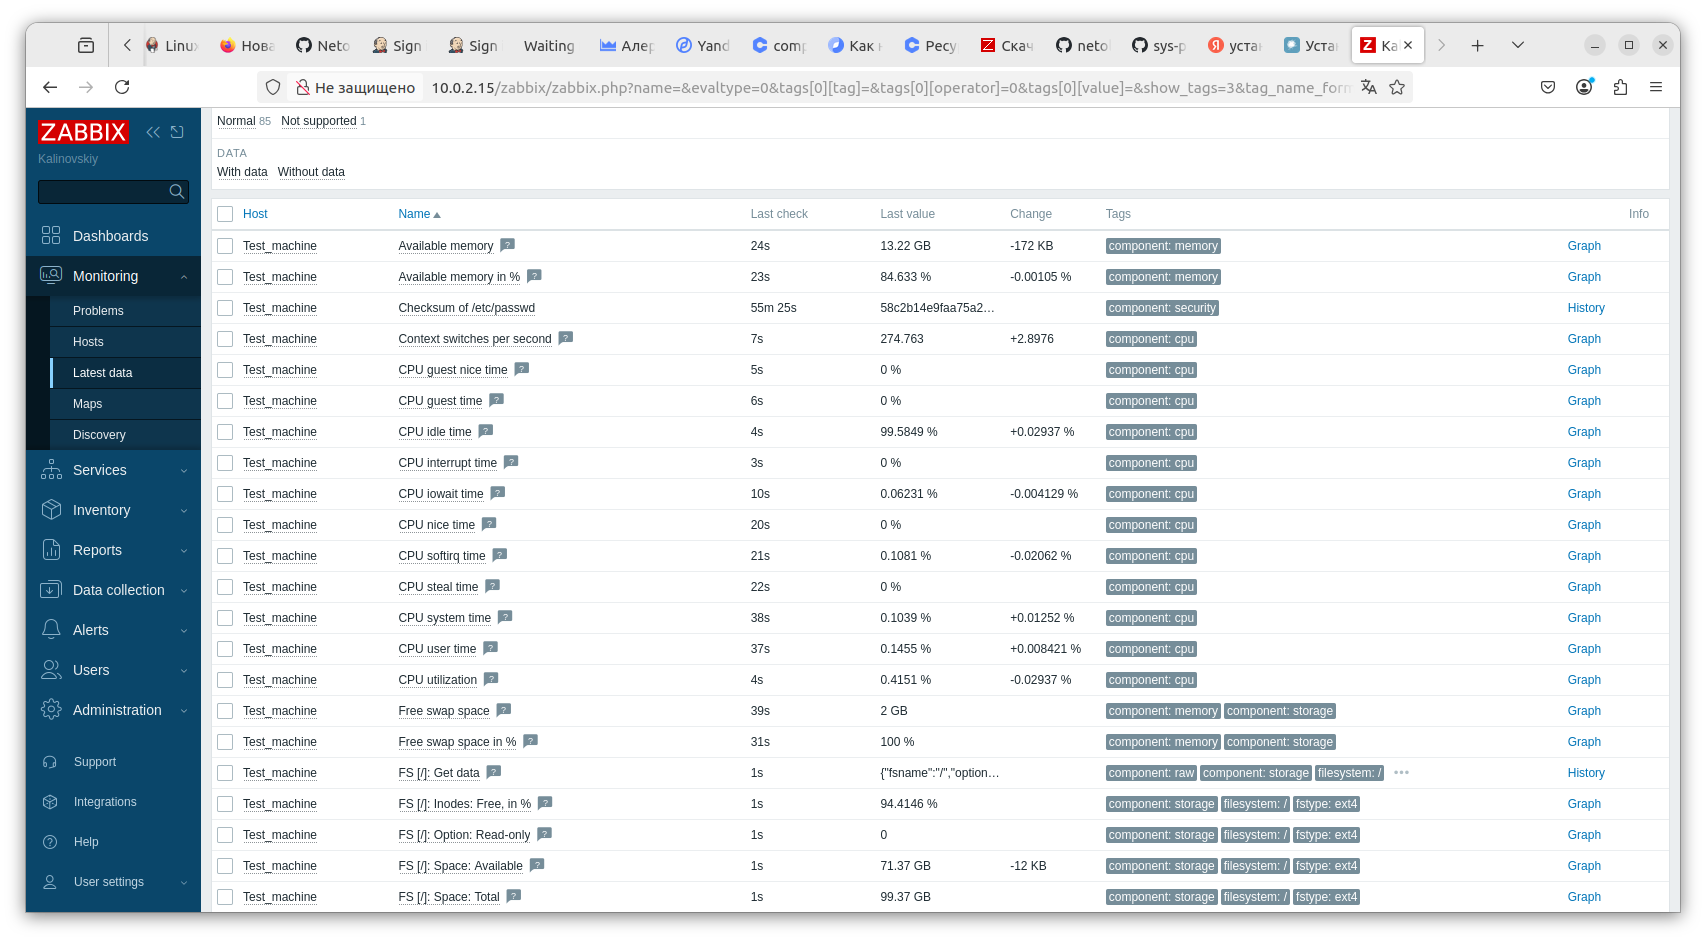 Linux Нова Neto Sign Sign Waiting Алер Yand comp Как Ресу Скач neto sys-p уста Уста Ka
Не защищено 10.0.2.15/zabbix/zabbix.php?name=&evaltype=0&tags[0][tag]=&tags[0][operator]=0&tags[0][value]=&show_tags=3&tag_name_form
ZABBIX
Kalinovskiy
Dashboards
Monitoring
Problems
Hosts
Latest data
Maps
Discovery
Services
Inventory
Reports
Data collection
Alerts
Users
Administration
Support
Integrations
Help
User settings
Normal 85 Not supported 1
DATA
With data Without data
Host Name Last check Last value Change Tags Info
Test_machine Available memory ? 24s 13.22 GB -172 KB component: memory Graph
Test_machine Available memory in % ? 23s 84.633 % -0.00105 % component: memory Graph
Test_machine Checksum of /etc/passwd 55m 25s 58c2b14e9faa75a2... component: security History
Test_machine Context switches per second ? 7s 274.763 +2.8976 component: cpu Graph
Test_machine CPU guest nice time ? 5s 0 % component: cpu Graph
Test_machine CPU guest time ? 6s 0 % component: cpu Graph
Test_machine CPU idle time ? 4s 99.5849 % +0.02937 % component: cpu Graph
Test_machine CPU interrupt time ? 3s 0 % component: cpu Graph
Test_machine CPU iowait time ? 10s 0.06231 % -0.004129 % component: cpu Graph
Test_machine CPU nice time ? 20s 0 % component: cpu Graph
Test_machine CPU softirq time ? 21s 0.1081 % -0.02062 % component: cpu Graph
Test_machine CPU steal time ? 22s 0 % component: cpu Graph
Test_machine CPU system time ? 38s 0.1039 % +0.01252 % component: cpu Graph
Test_machine CPU user time ? 37s 0.1455 % +0.008421 % component: cpu Graph
Test_machine CPU utilization ? 4s 0.4151 % -0.02937 % component: cpu Graph
Test_machine Free swap space ? 39s 2 GB component: memory component: storage Graph
Test_machine Free swap space in % ? 31s 100 % component: memory component: storage Graph
Test_machine FS [/]: Get data ? 1s {"fsname":"/","option... component: raw component: storage filesystem: / ••• History
Test_machine FS [/]: Inodes: Free, in % ? 1s 94.4146 % component: storage filesystem: / fstype: ext4 Graph
Test_machine FS [/]: Option: Read-only ? 1s 0 component: storage filesystem: / fstype: ext4 Graph
Test_machine FS [/]: Space: Available ? 1s 71.37 GB -12 KB component: storage filesystem: / fstype: ext4 Graph
Test_machine FS [/]: Space: Total ? 1s 99.37 GB component: storage filesystem: / fstype: ext4 Graph